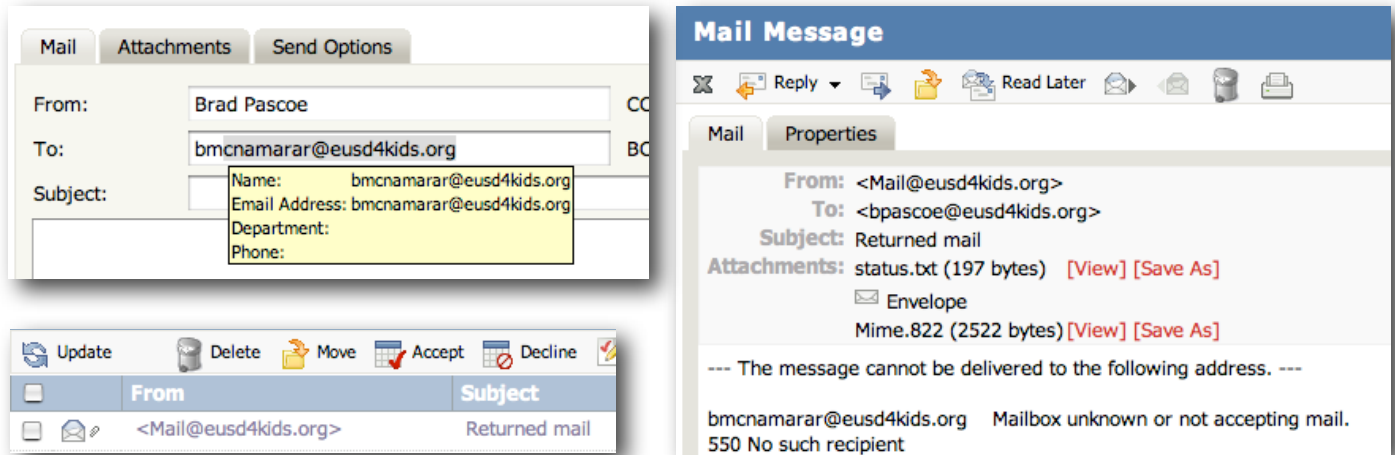 Mail Attachments Send Options
From: Brad Pascoe CC
To: bmcnamarar@eusd4kids.org BC
Subject:
Name: bmcnamarar@eusd4kids.org
Email Address: bmcnamarar@eusd4kids.org
Department:
Phone:
Update Delete Move Accept Decline
From Subject
<Mail@eusd4kids.org> Returned mail
Mail Message
Reply Read Later
Mail Properties
From: <Mail@eusd4kids.org>
To: <bpascoe@eusd4kids.org>
Subject: Returned mail
Attachments: status.txt (197 bytes) [View] [Save As]
Envelope
Mime.822 (2522 bytes) [View] [Save As]
--- The message cannot be delivered to the following address. ---
bmcnamarar@eusd4kids.org Mailbox unknown or not accepting mail.
550 No such recipient